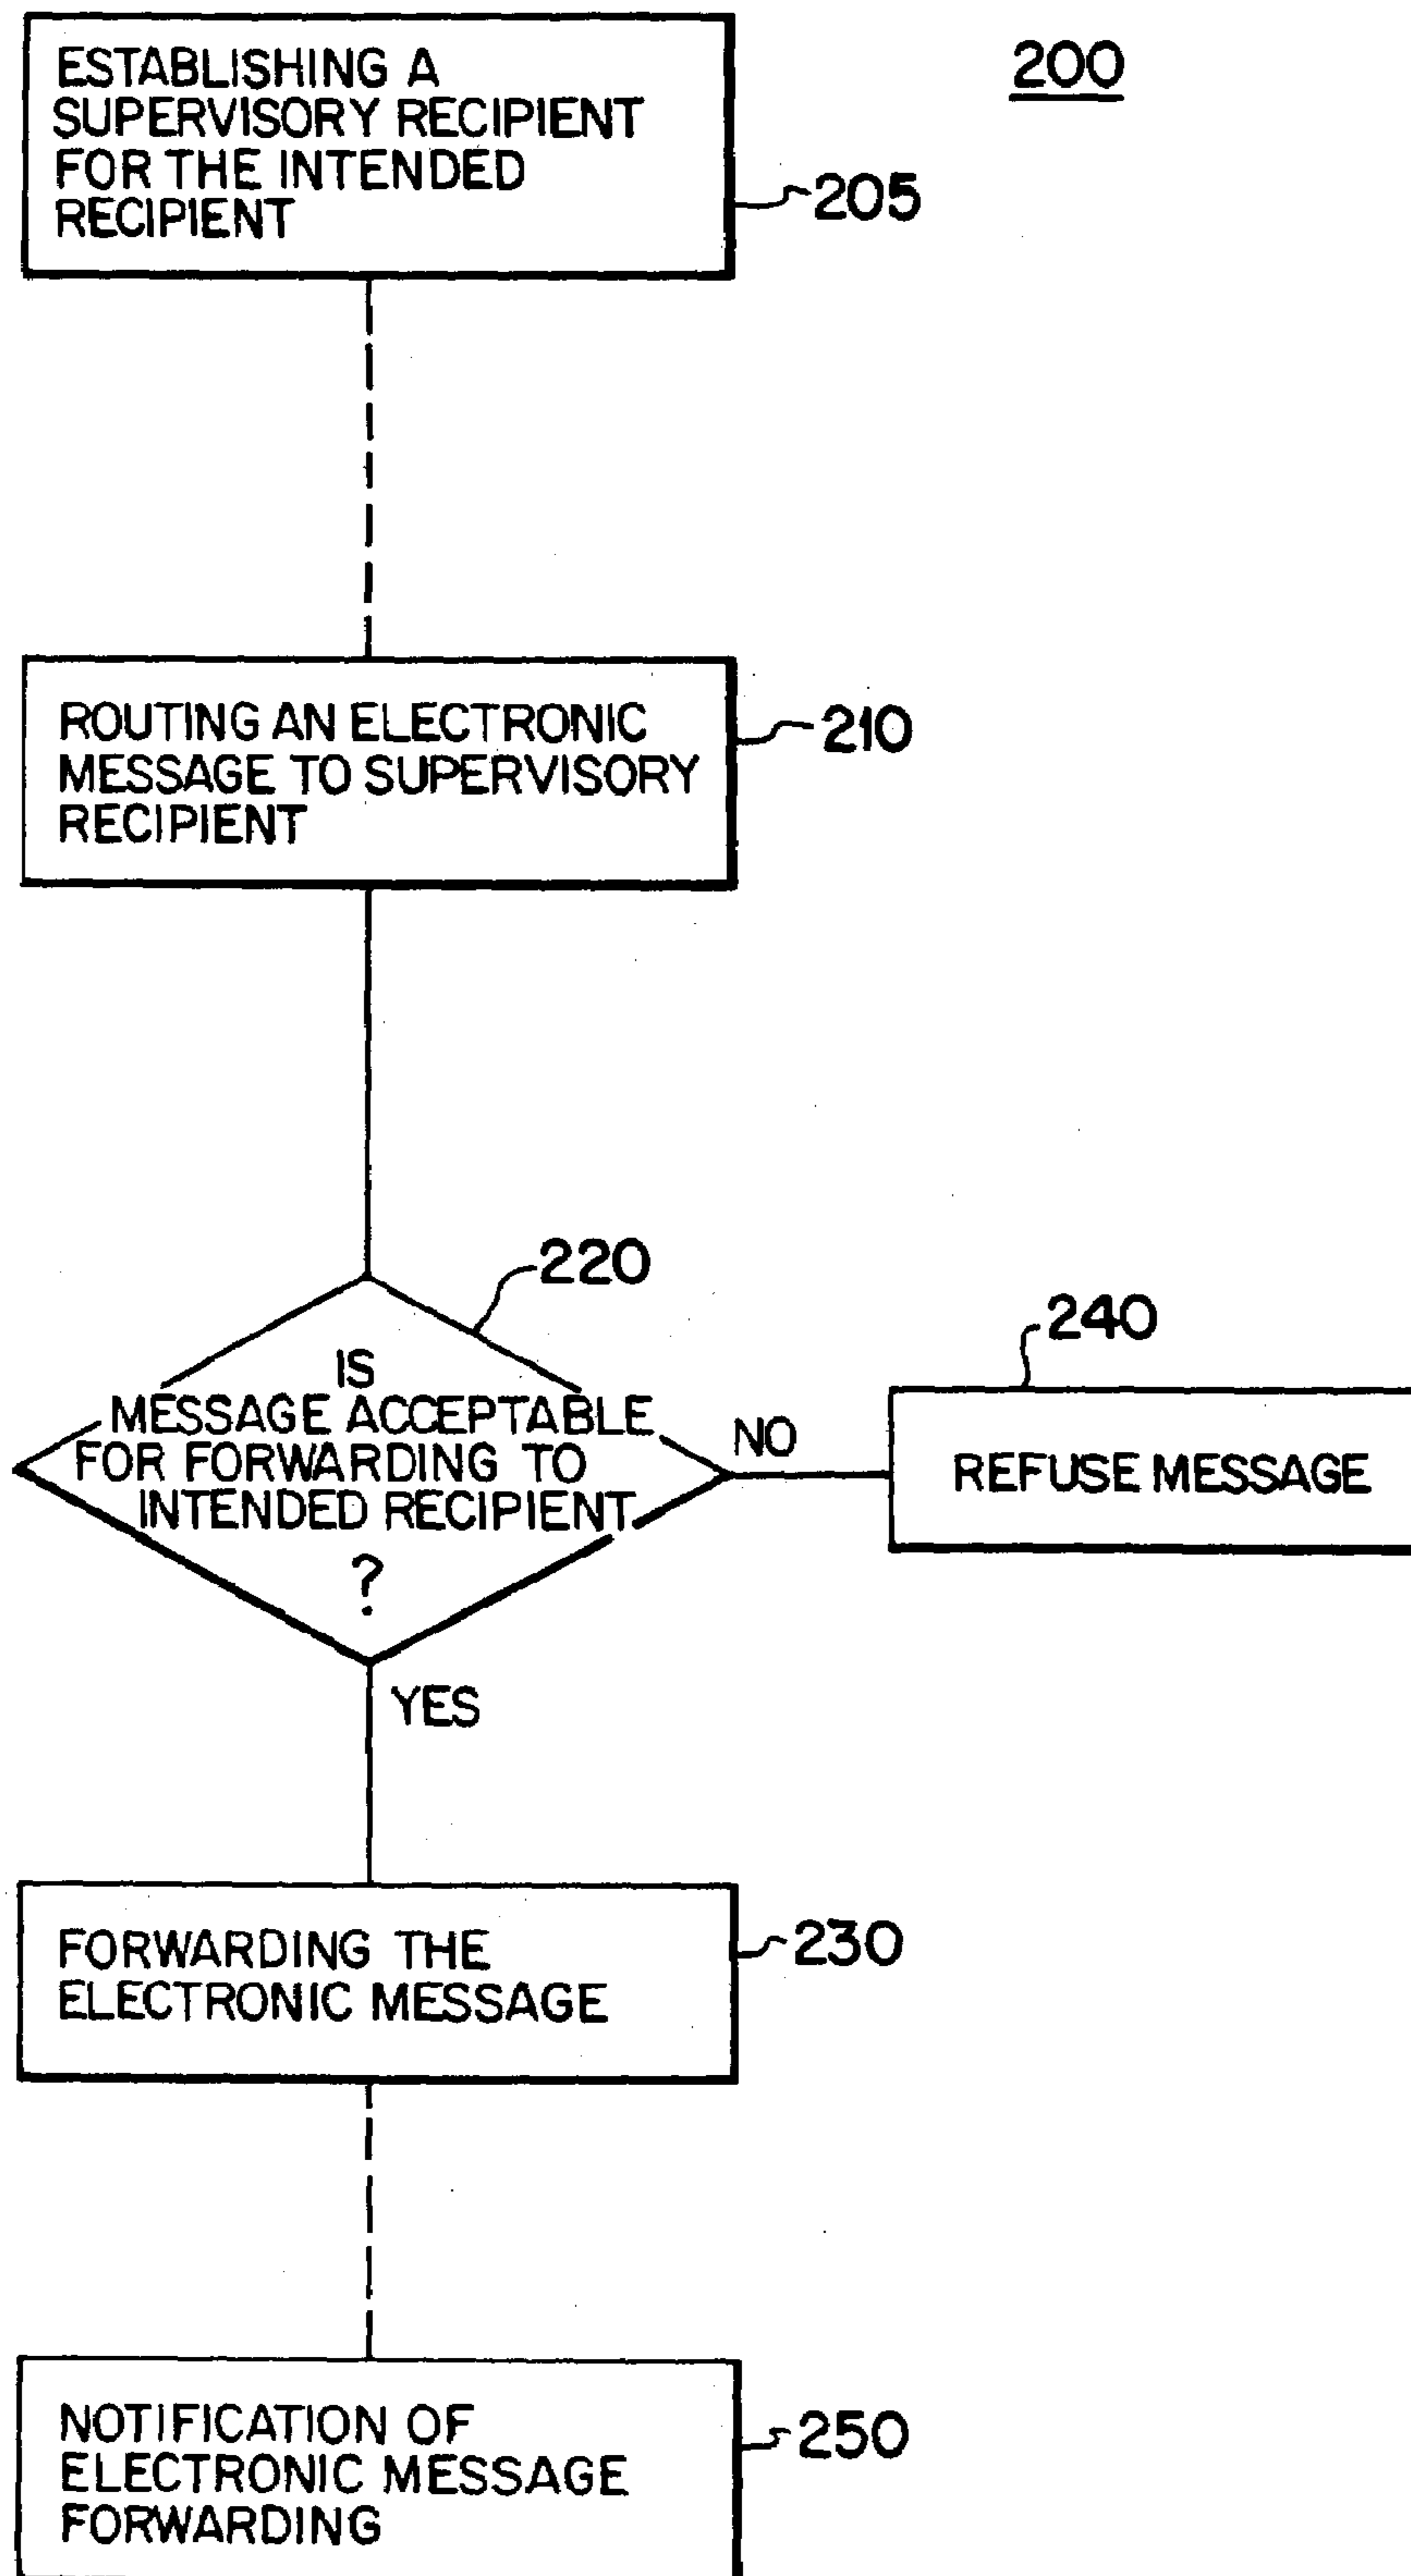 200
ESTABLISHING A
SUPERVISORY RECIPIENT
FOR THE INTENDED
RECIPIENT
205
ROUTING AN ELECTRONIC
MESSAGE TO SUPERVISORY
RECIPIENT
210
220
IS
MESSAGE ACCEPTABLE
FOR FORWARDING TO
INTENDED RECIPIENT
?
NO
240
REFUSE MESSAGE
YES
FORWARDING THE
ELECTRONIC MESSAGE
230
NOTIFICATION OF
ELECTRONIC MESSAGE
FORWARDING
250